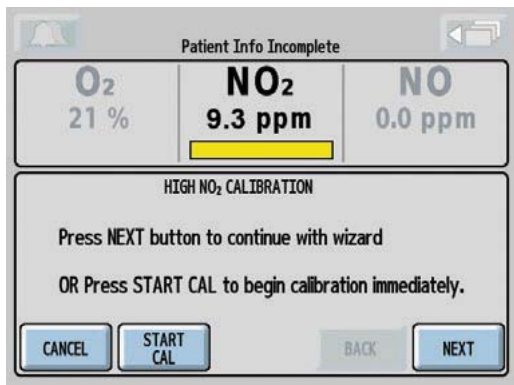 Patient Info Incomplete
O₂ NO₂ NO
21 % 9.3 ppm 0.0 ppm
HIGH NO₂ CALIBRATION
Press NEXT button to continue with wizard
OR Press START CAL to begin calibration immediately.
CANCEL START CAL BACK NEXT